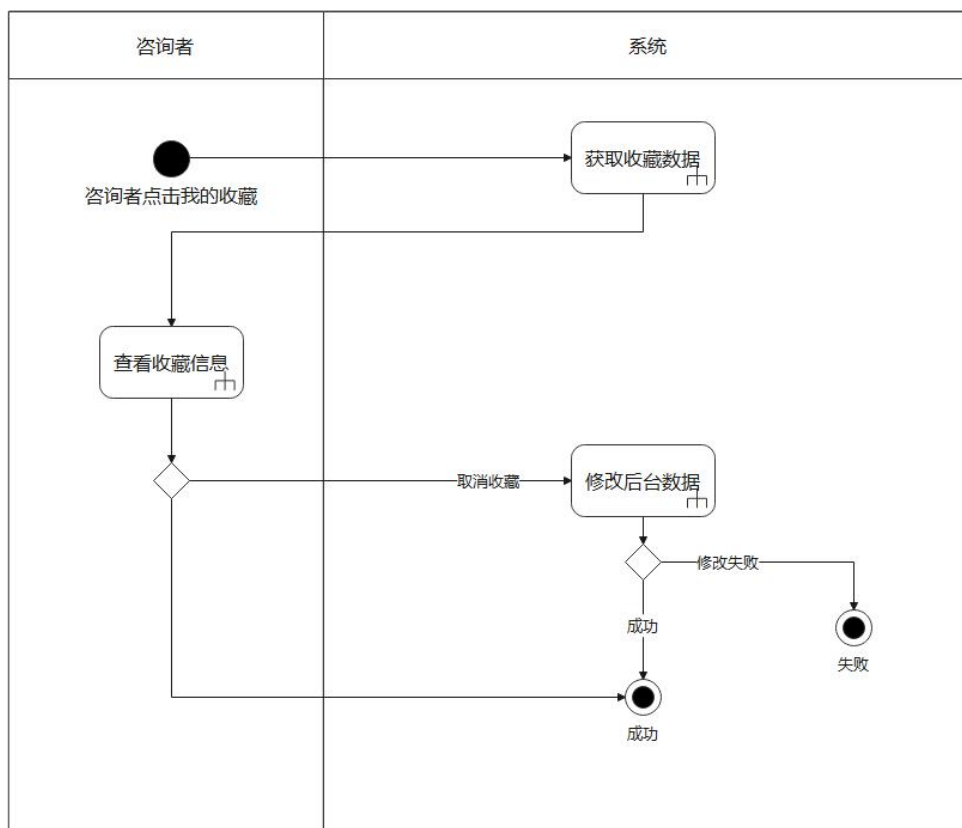 咨询者
系统
获取收藏数据
咨询者点击我的收藏
查看收藏信息
取消收藏
修改后台数据
修改失败
成功
失败
成功